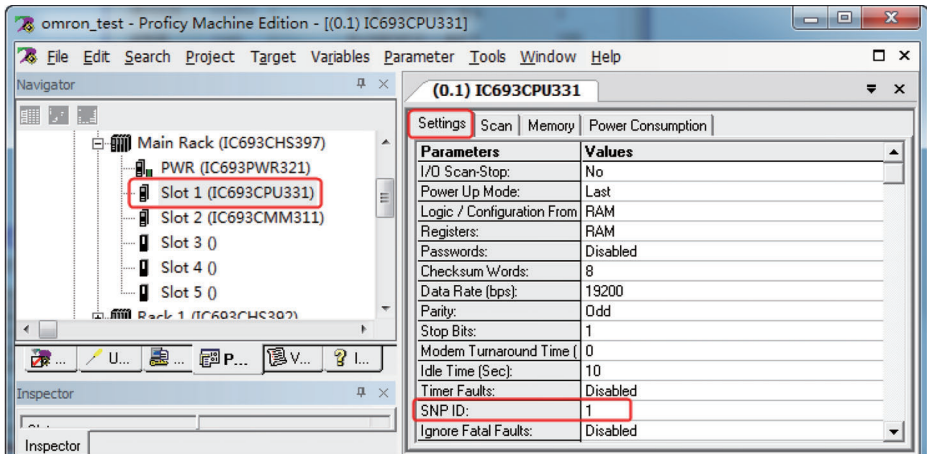 omron_test - Proficy Machine Edition - [(0.1) IC693CPU331]
File Edit Search Project Target Variables Parameter Tools Window Help
Navigator
Main Rack (IC693CHS397)
PWR (IC693PWR321)
Slot 1 (IC693CPU331)
Slot 2 (IC693CMM311)
Slot 3 ()
Slot 4 ()
Slot 5 ()
Rack 1 (IC693CHS392)
... U... ... P... V... I...
Inspector
Inspector
(0.1) IC693CPU331
Settings Scan Memory Power Consumption
Parameters Values
I/O Scan-Stop: No
Power Up Mode: Last
Logic / Configuration From RAM
Registers: RAM
Passwords: Disabled
Checksum Words: 8
Data Rate (bps): 19200
Parity: Odd
Stop Bits: 1
Modem Turnaround Time ( 0
Idle Time (Sec): 10
Timer Faults: Disabled
SNP ID: 1
Ignore Fatal Faults: Disabled